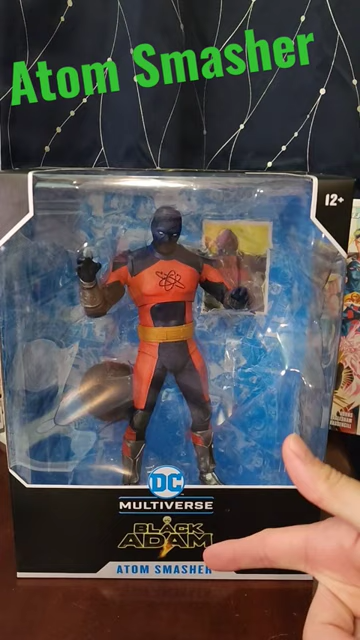 Atom Smasher
12+
DC
MULTIVERSE
BLACK
ADAM
ATOM SMASHER